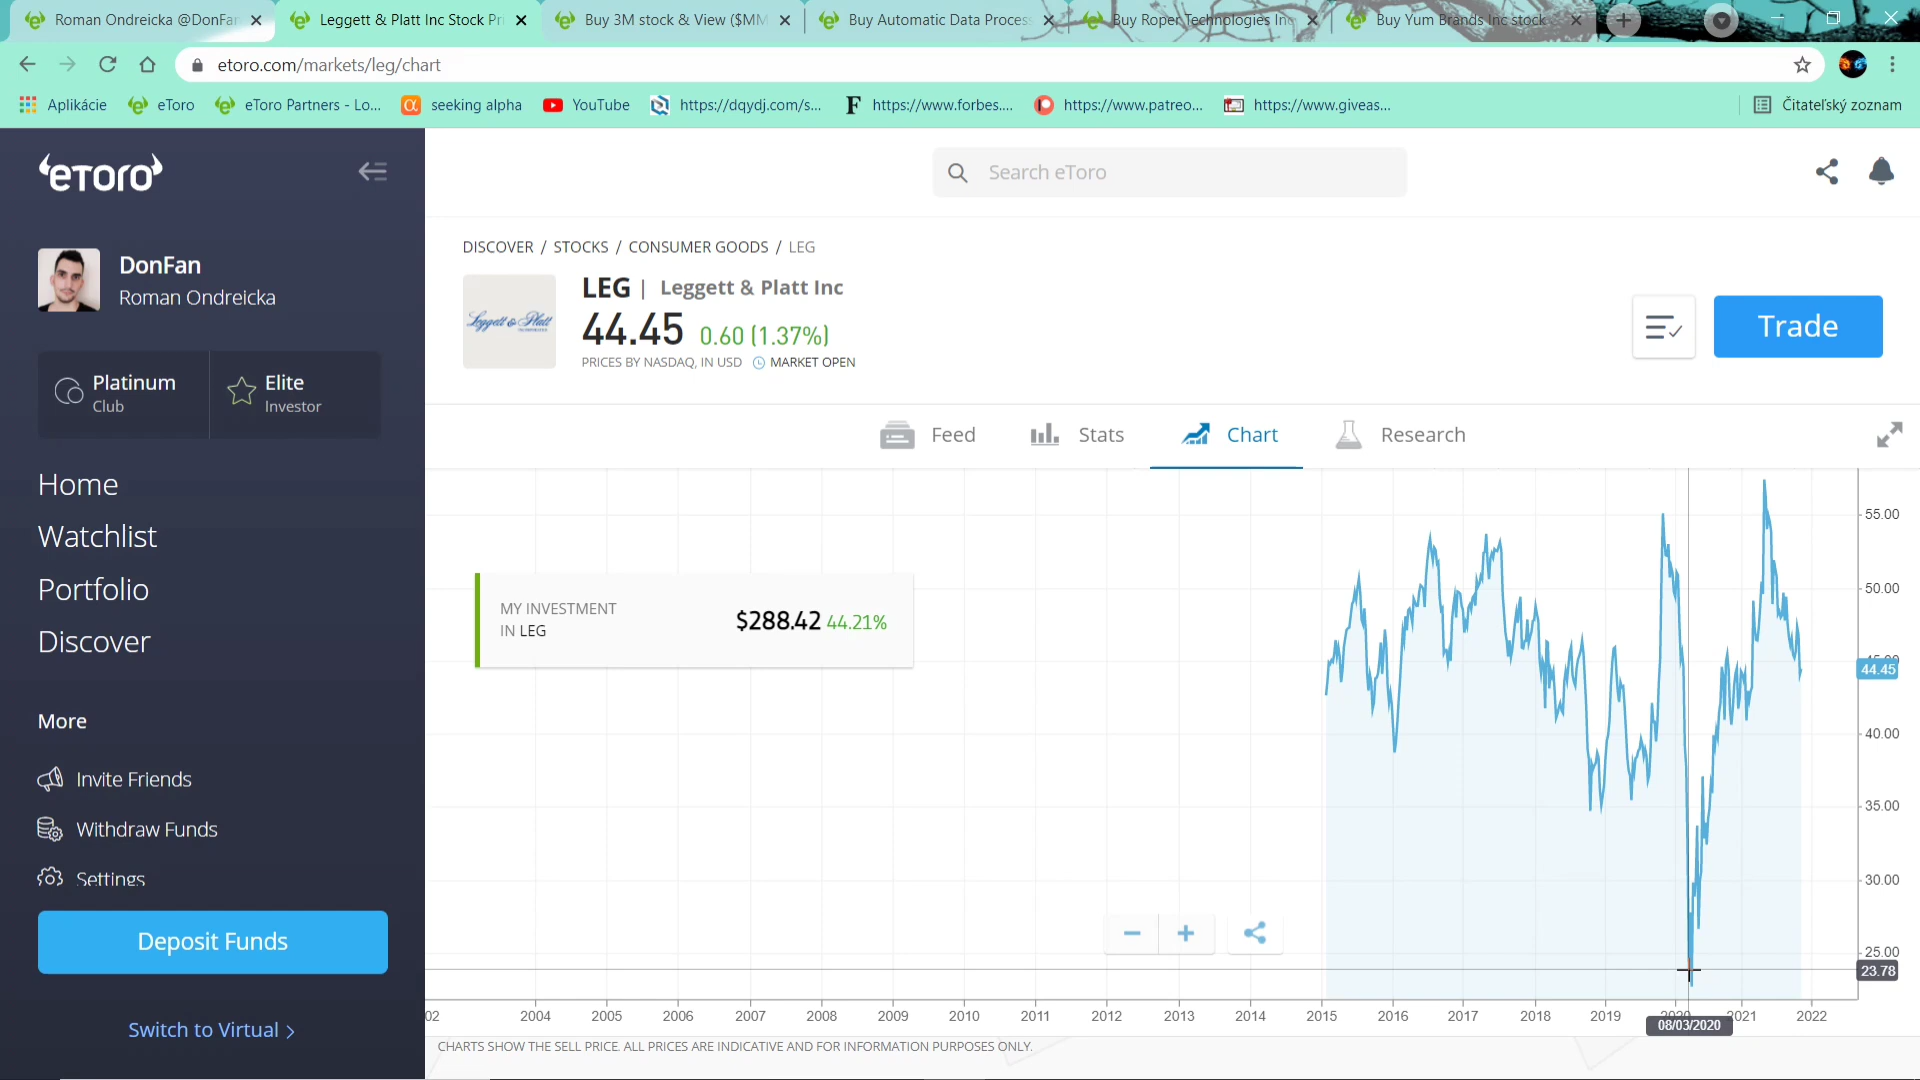 Roman Ondreicka @DonFan
Leggett & Platt Inc Stock Pri
Buy 3M stock & View ($MM
Buy Automatic Data Process
Buy Roper Technologies Inc
Buy Yum Brands Inc stock
etoro.com/markets/leg/chart
Aplikácie
eToro
eToro Partners - Lo...
seeking alpha
YouTube
https://dqydj.com/s...
https://www.forbes....
https://www.patreo...
https://www.giveas...
Čitateľský zoznam
eTORO
Search eToro
DonFan
Roman Ondreicka
Platinum
Club
Elite
Investor
Home
Watchlist
Portfolio
Discover
More
Invite Friends
Withdraw Funds
Settings
Deposit Funds
Switch to Virtual >
DISCOVER / STOCKS / CONSUMER GOODS / LEG
Leggett & Platt
INCORPORATED
LEG | Leggett & Platt Inc
44.45 0.60 (1.37%)
PRICES BY NASDAQ, IN USD MARKET OPEN
Trade
Feed
Stats
Chart
Research
MY INVESTMENT
IN LEG
$288.42 44.21%
55.00
50.00
44.45
40.00
35.00
30.00
25.00
23.78
02 2004 2005 2006 2007 2008 2009 2010 2011 2012 2013 2014 2015 2016 2017 2018 2019 2020 2021 2022
08/03/2020
CHARTS SHOW THE SELL PRICE. ALL PRICES ARE INDICATIVE AND FOR INFORMATION PURPOSES ONLY.